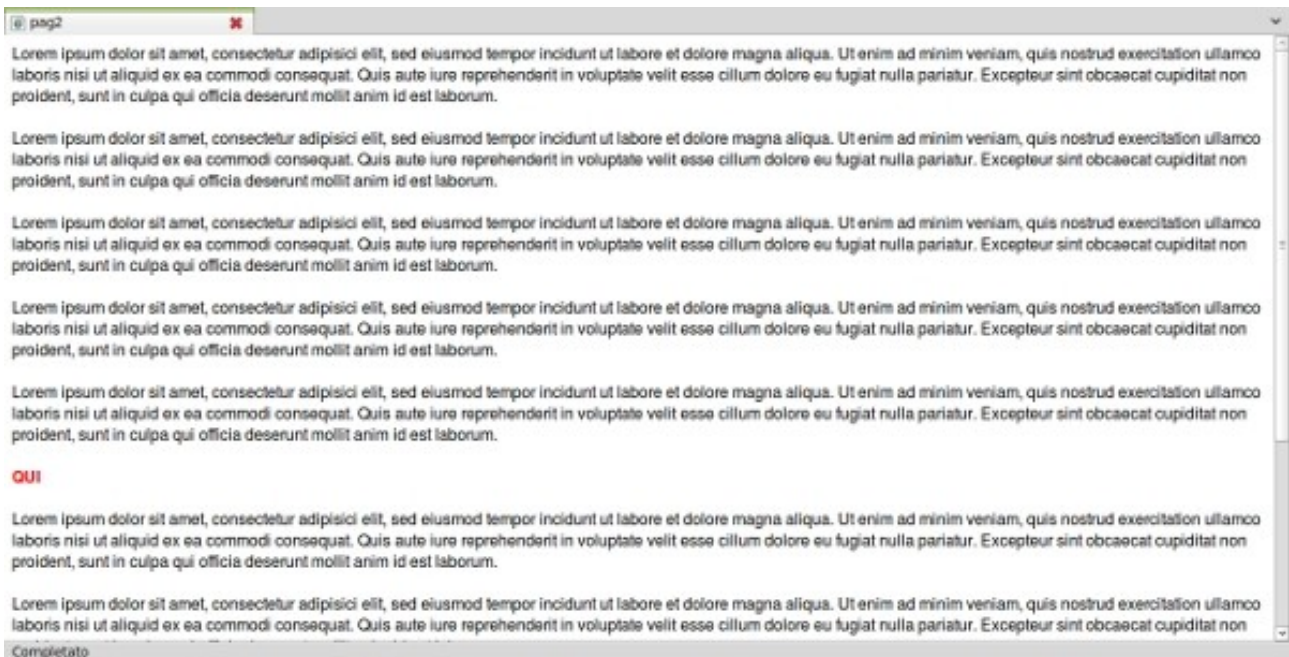 pag2
Lorem ipsum dolor sit amet, consectetur adipisici elit, sed eiusmod tempor incidunt ut labore et dolore magna aliqua. Ut enim ad minim veniam, quis nostrud exercitation ullamco
laboris nisi ut aliquid ex ea commodi consequat. Quis aute iure reprehenderit in voluptate velit esse cillum dolore eu fugiat nulla pariatur. Excepteur sint obcaecat cupiditat non
proident, sunt in culpa qui officia deserunt mollit anim id est laborum.
Lorem ipsum dolor sit amet, consectetur adipisici elit, sed eiusmod tempor incidunt ut labore et dolore magna aliqua. Ut enim ad minim veniam, quis nostrud exercitation ullamco
laboris nisi ut aliquid ex ea commodi consequat. Quis aute iure reprehenderit in voluptate velit esse cillum dolore eu fugiat nulla pariatur. Excepteur sint obcaecat cupiditat non
proident, sunt in culpa qui officia deserunt mollit anim id est laborum.
Lorem ipsum dolor sit amet, consectetur adipisici elit, sed eiusmod tempor incidunt ut labore et dolore magna aliqua. Ut enim ad minim veniam, quis nostrud exercitation ullamco
laboris nisi ut aliquid ex ea commodi consequat. Quis aute iure reprehenderit in voluptate velit esse cillum dolore eu fugiat nulla pariatur. Excepteur sint obcaecat cupiditat non
proident, sunt in culpa qui officia deserunt mollit anim id est laborum.
Lorem ipsum dolor sit amet, consectetur adipisici elit, sed eiusmod tempor incidunt ut labore et dolore magna aliqua. Ut enim ad minim veniam, quis nostrud exercitation ullamco
laboris nisi ut aliquid ex ea commodi consequat. Quis aute iure reprehenderit in voluptate velit esse cillum dolore eu fugiat nulla pariatur. Excepteur sint obcaecat cupiditat non
proident, sunt in culpa qui officia deserunt mollit anim id est laborum.
Lorem ipsum dolor sit amet, consectetur adipisici elit, sed eiusmod tempor incidunt ut labore et dolore magna aliqua. Ut enim ad minim veniam, quis nostrud exercitation ullamco
laboris nisi ut aliquid ex ea commodi consequat. Quis aute iure reprehenderit in voluptate velit esse cillum dolore eu fugiat nulla pariatur. Excepteur sint obcaecat cupiditat non
proident, sunt in culpa qui officia deserunt mollit anim id est laborum.
QUI
Lorem ipsum dolor sit amet, consectetur adipisici elit, sed eiusmod tempor incidunt ut labore et dolore magna aliqua. Ut enim ad minim veniam, quis nostrud exercitation ullamco
laboris nisi ut aliquid ex ea commodi consequat. Quis aute iure reprehenderit in voluptate velit esse cillum dolore eu fugiat nulla pariatur. Excepteur sint obcaecat cupiditat non
proident, sunt in culpa qui officia deserunt mollit anim id est laborum.
Lorem ipsum dolor sit amet, consectetur adipisici elit, sed eiusmod tempor incidunt ut labore et dolore magna aliqua. Ut enim ad minim veniam, quis nostrud exercitation ullamco
laboris nisi ut aliquid ex ea commodi consequat. Quis aute iure reprehenderit in voluptate velit esse cillum dolore eu fugiat nulla pariatur. Excepteur sint obcaecat cupiditat non
Completato